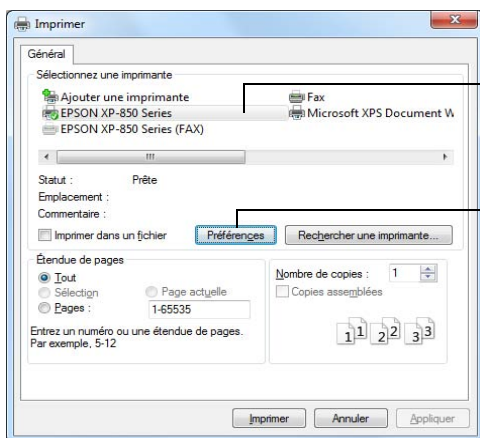 Imprimer
Général
Sélectionnez une imprimante
Ajouter une imprimante
EPSON XP-850 Series
EPSON XP-850 Series (FAX)
Fax
Microsoft XPS Document W
Statut : Prête
Emplacement :
Commentaire :
Imprimer dans un fichier
Préférences
Rechercher une imprimante...
Étendue de pages
Tout
Sélection
Page actuelle
Pages :
1-65535
Entrez un numéro ou une étendue de pages.
Par exemple, 5-12
Nombre de copies : 1
Copies assemblées
1 1 2 2 3 3
Imprimer
Annuler
Appliquer